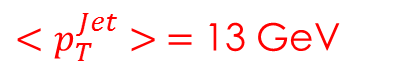 < p_T^{Jet} > = 13 GeV